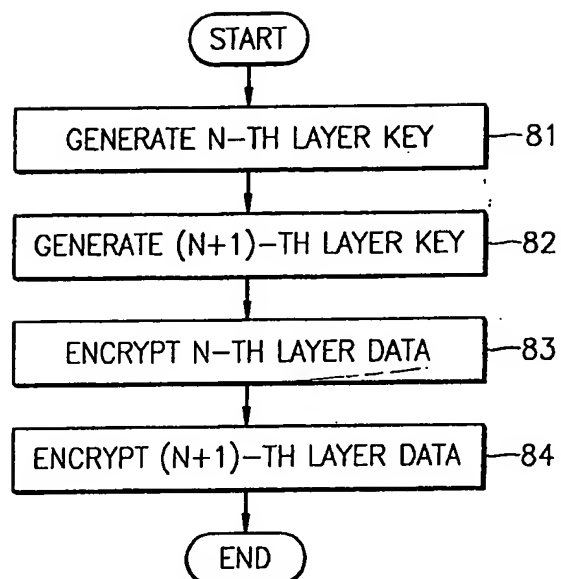 START
GENERATE N-TH LAYER KEY 81
GENERATE (N+1)-TH LAYER KEY 82
ENCRYPT N-TH LAYER DATA 83
ENCRYPT (N+1)-TH LAYER DATA 84
END